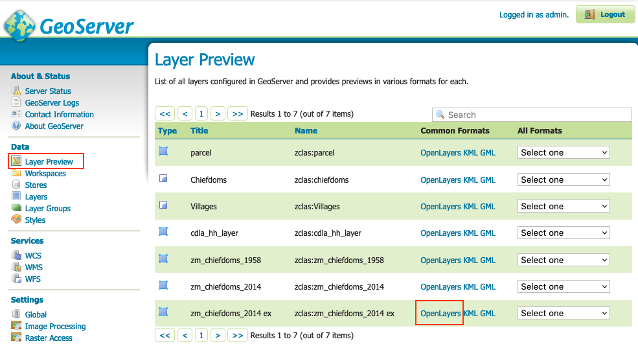 GeoServer
Logged in as admin.
Logout
About & Status
Server Status
GeoServer Logs
Contact Information
About GeoServer
Data
Layer Preview
Workspaces
Stores
Layers
Layer Groups
Styles
Services
WCS
WMS
WFS
Settings
Global
Image Processing
Raster Access
Layer Preview
List of all layers configured in GeoServer and provides previews in various formats for each.
<< < 1 > >> Results 1 to 7 (out of 7 items)
Search
Type Title Name Common Formats All Formats
parcel zclas:parcel OpenLayers KML GML Select one
Chiefdoms zclas:chiefdoms OpenLayers KML GML Select one
Villages zclas:Villages OpenLayers KML GML Select one
cdla_hh_layer zclas:cdla_hh_layer OpenLayers KML GML Select one
zm_chiefdoms_1958 zclas:zm_chiefdoms_1958 OpenLayers KML GML Select one
zm_chiefdoms_2014 zclas:zm_chiefdoms_2014 OpenLayers KML GML Select one
zm_chiefdoms_2014 ex zclas:zm_chiefdoms_2014 ex OpenLayers KML GML Select one
<< < 1 > >> Results 1 to 7 (out of 7 items)